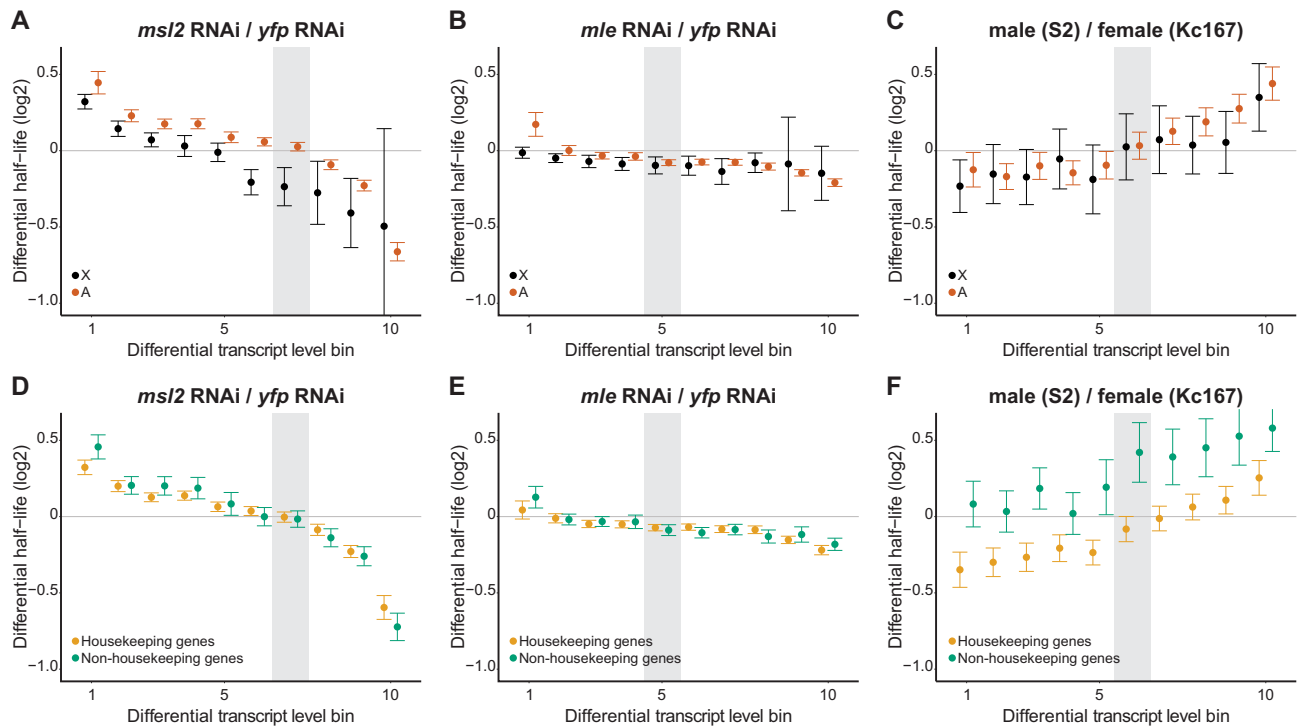 A
msl2 RNAi / yfp RNAi
Differential half−life (log2)
0.5
0
−0.5
−1.0
X
A
1
5
10
Differential transcript level bin
B
mle RNAi / yfp RNAi
Differential half−life (log2)
0.5
0
−0.5
−1.0
X
A
1
5
10
Differential transcript level bin
C
male (S2) / female (Kc167)
Differential half−life (log2)
0.5
0
−0.5
−1.0
X
A
1
5
10
Differential transcript level bin
D
msl2 RNAi / yfp RNAi
Differential half−life (log2)
0.5
0
−0.5
−1.0
Housekeeping genes
Non−housekeeping genes
1
5
10
Differential transcript level bin
E
mle RNAi / yfp RNAi
Differential half−life (log2)
0.5
0
−0.5
−1.0
Housekeeping genes
Non−housekeeping genes
1
5
10
Differential transcript level bin
F
male (S2) / female (Kc167)
Differential half−life (log2)
0.5
0
−0.5
−1.0
Housekeeping genes
Non−housekeeping genes
1
5
10
Differential transcript level bin